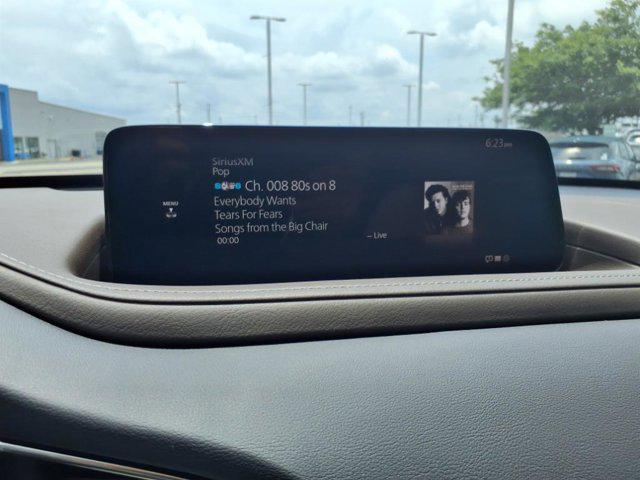 6:23pm
SiriusXM
Pop
Ch. 008 80s on 8
Everybody Wants
Tears For Fears
Songs from the Big Chair
00:00
– Live
MENU